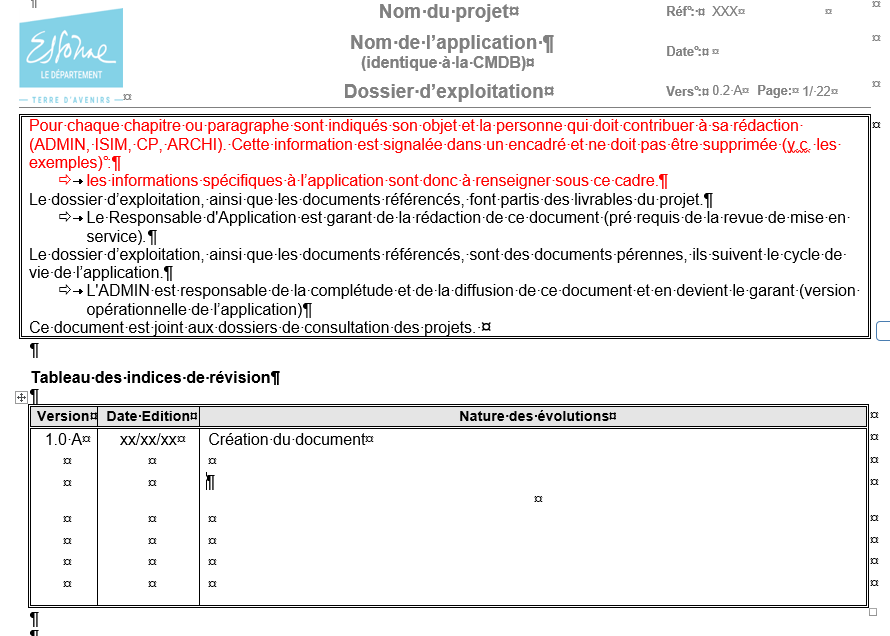 Essonne
LE DÉPARTEMENT
TERRE D'AVENIRS
Nom du projet
Nom de l'application
(identique à la CMDB)
Dossier d'exploitation
Réf° : XXX
Date° :
Vers° : 0.2 A Page: 1/ 22
Pour chaque chapitre ou paragraphe sont indiqués son objet et la personne qui doit contribuer à sa rédaction
(ADMIN, ISIM, CP, ARCHI). Cette information est signalée dans un encadré et ne doit pas être supprimée (y.c. les
exemples)° :
⇨ les informations spécifiques à l'application sont donc à renseigner sous ce cadre.
Le dossier d'exploitation, ainsi que les documents référencés, font partis des livrables du projet.
⇨ Le Responsable d'Application est garant de la rédaction de ce document (pré requis de la revue de mise en
service).
Le dossier d'exploitation, ainsi que les documents référencés, sont des documents pérennes, ils suivent le cycle de
vie de l'application.
⇨ L'ADMIN est responsable de la complétude et de la diffusion de ce document et en devient le garant (version
opérationnelle de l'application)
Ce document est joint aux dossiers de consultation des projets.
Tableau des indices de révision
Version Date Edition Nature des évolutions
1.0 A xx/xx/xx Création du document